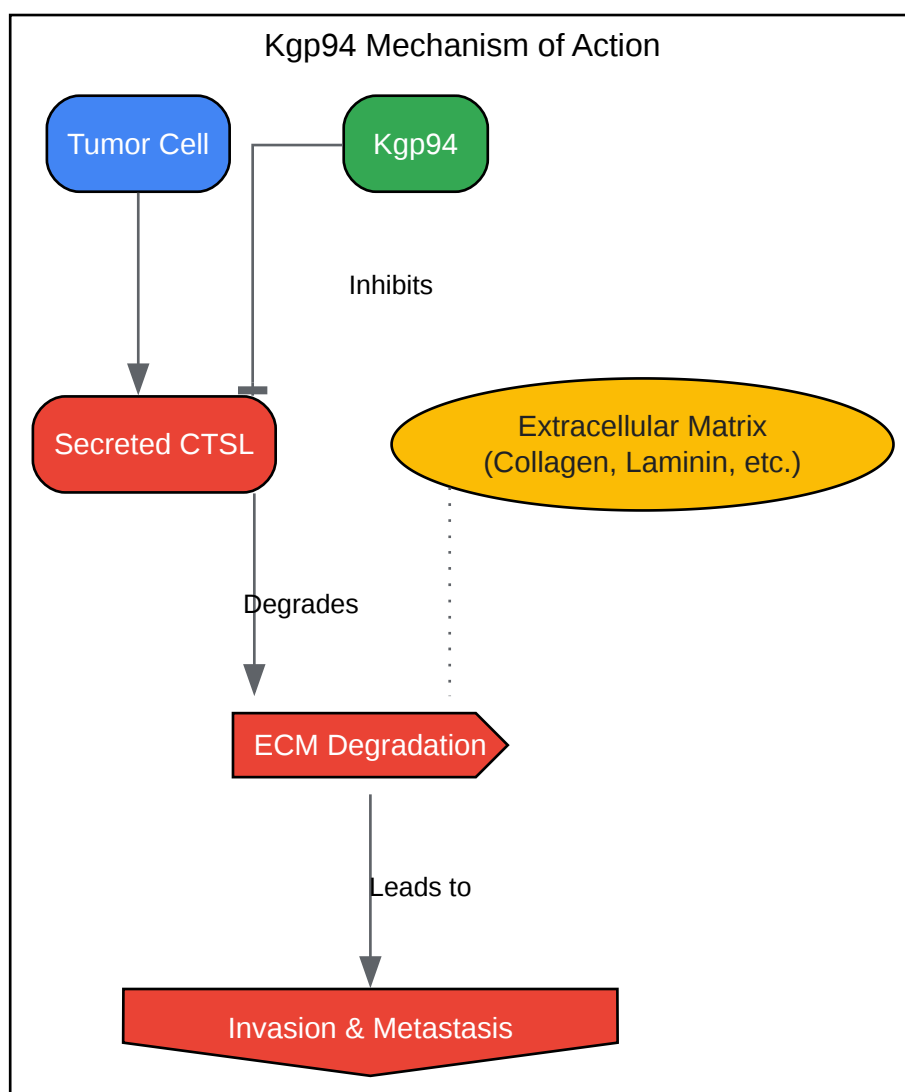 Kgp94 Mechanism of Action
Tumor Cell
Kgp94
Inhibits
Secreted CTSL
Extracellular Matrix
(Collagen, Laminin, etc.)
Degrades
ECM Degradation
Leads to
Invasion & Metastasis